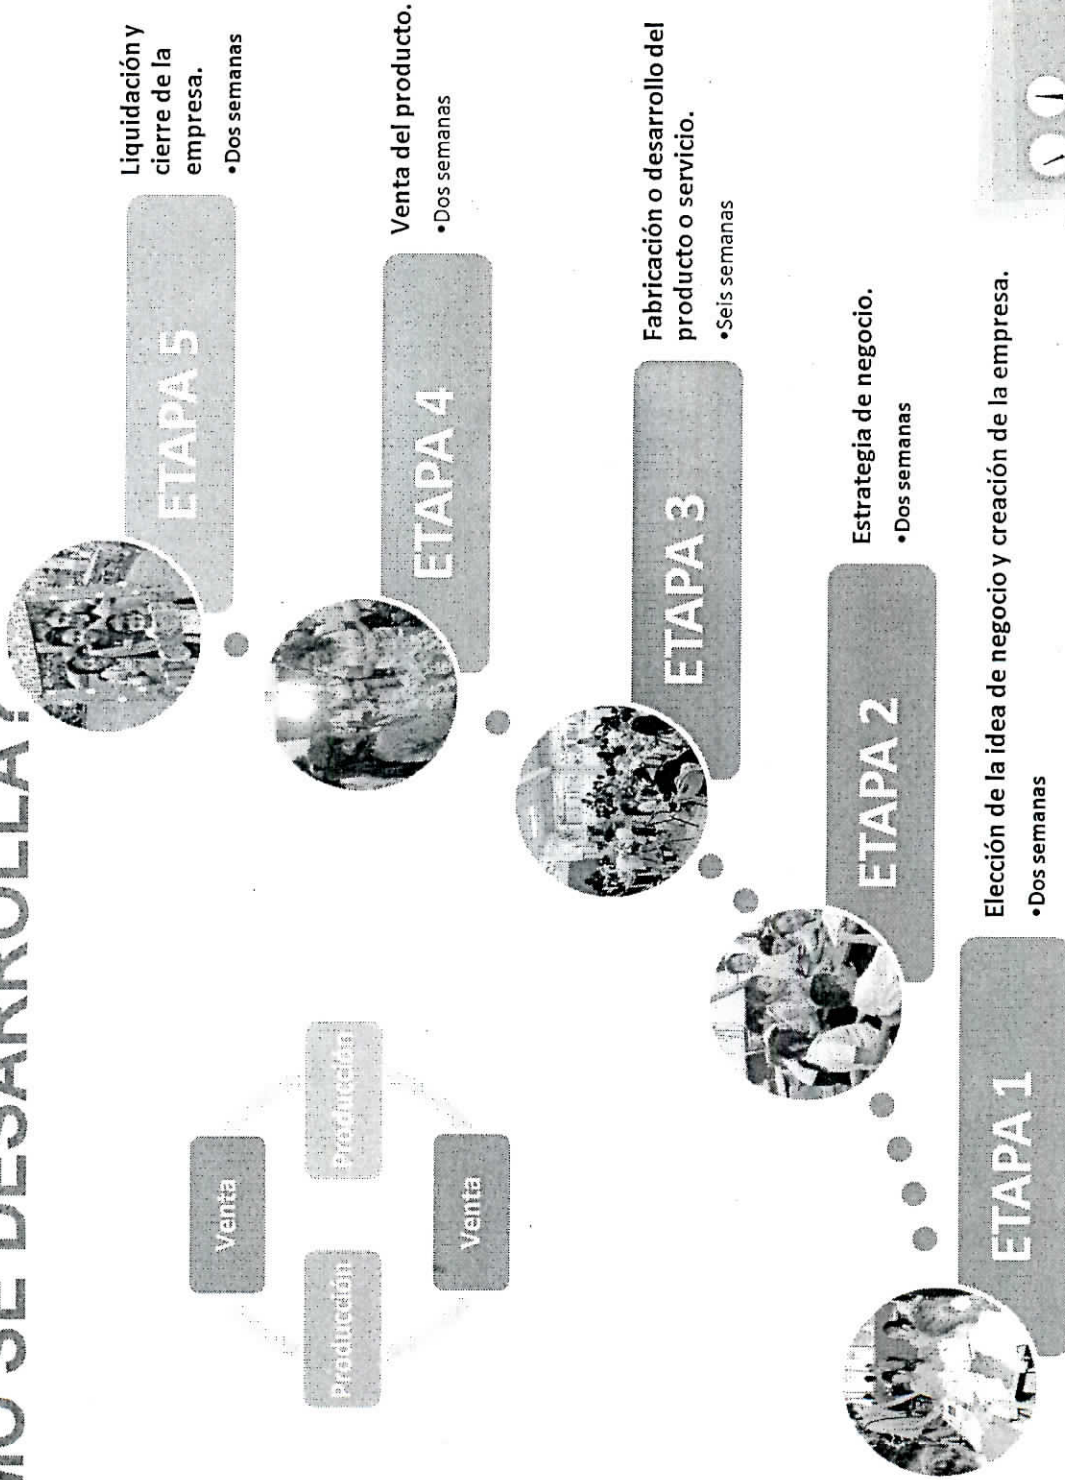 MO SE DESARROLLA ?
ETAPA 5
Liquidación y
cierre de la
empresa.
•Dos semanas
Venta
Producción
Producción
Venta
ETAPA 4
Venta del producto.
•Dos semanas
ETAPA 3
Fabricación o desarrollo del
producto o servicio.
•Seis semanas
ETAPA 2
Estrategia de negocio.
•Dos semanas
ETAPA 1
Elección de la idea de negocio y creación de la empresa.
•Dos semanas